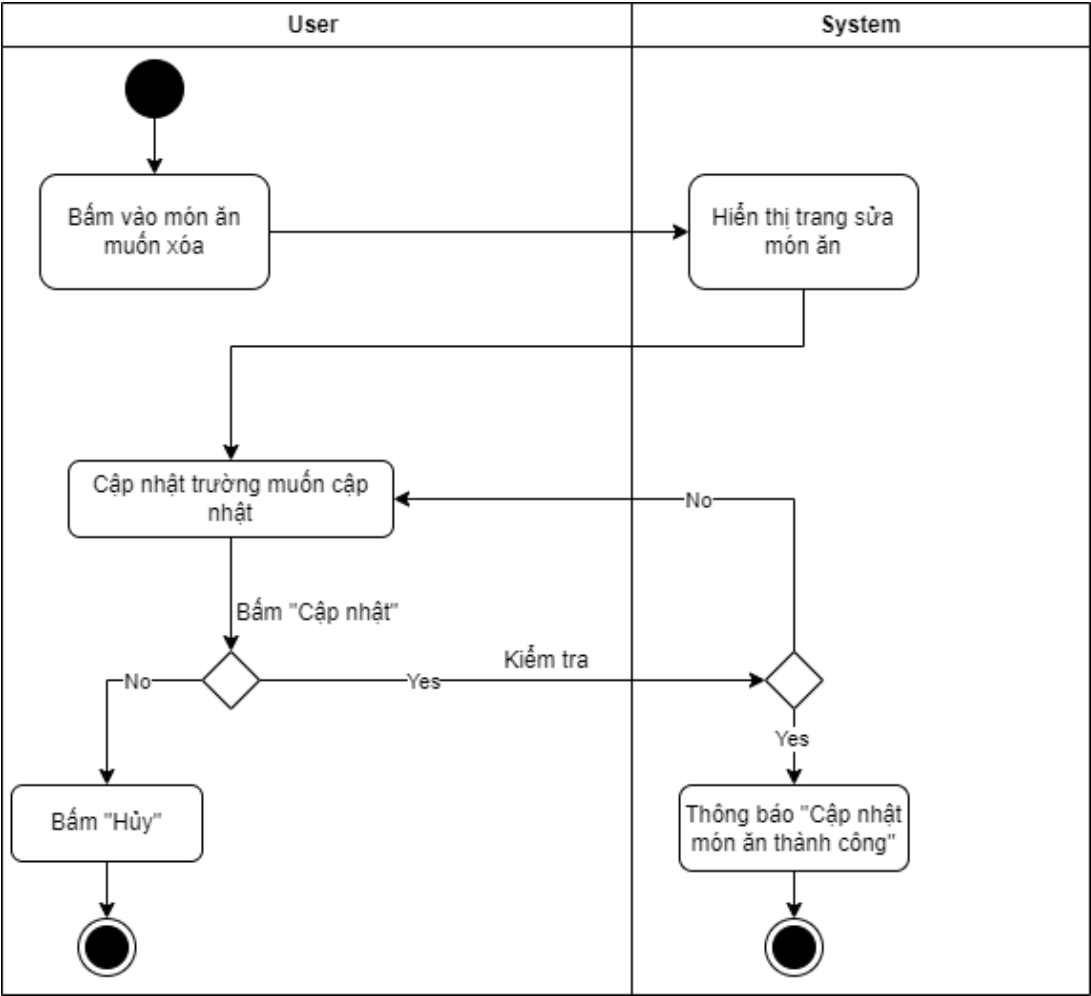 User
System
Bấm vào món ăn
muốn xóa
Hiển thị trang sửa
món ăn
Cập nhật trường muốn cập
nhật
No
Bấm "Cập nhật"
Kiểm tra
No
Yes
Yes
Bấm "Hủy"
Thông báo "Cập nhật
món ăn thành công"